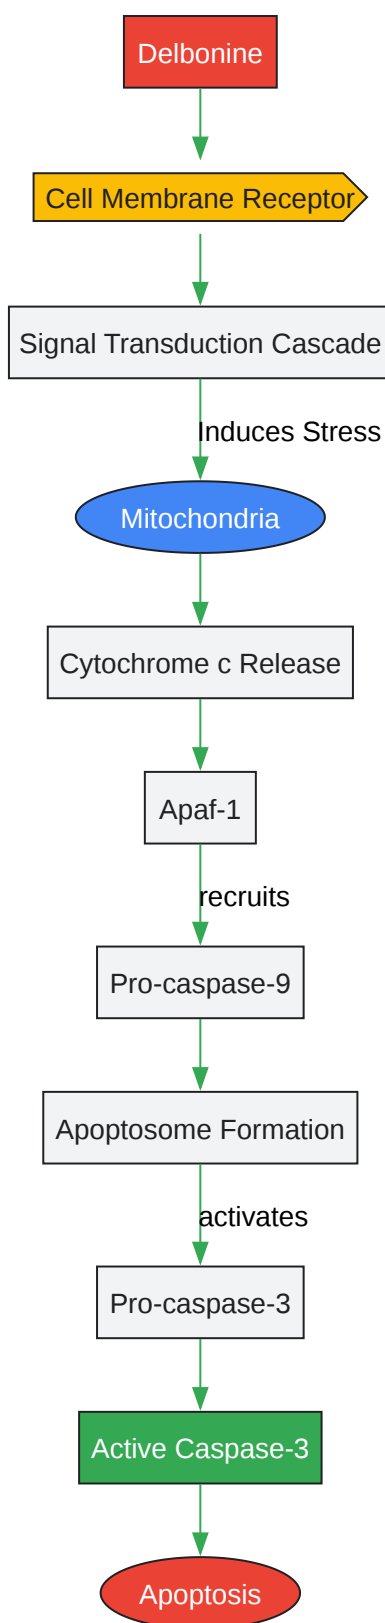 Delbonine
Cell Membrane Receptor
Signal Transduction Cascade
Induces Stress
Mitochondria
Cytochrome c Release
Apaf-1
recruits
Pro-caspase-9
Apoptosome Formation
activates
Pro-caspase-3
Active Caspase-3
Apoptosis